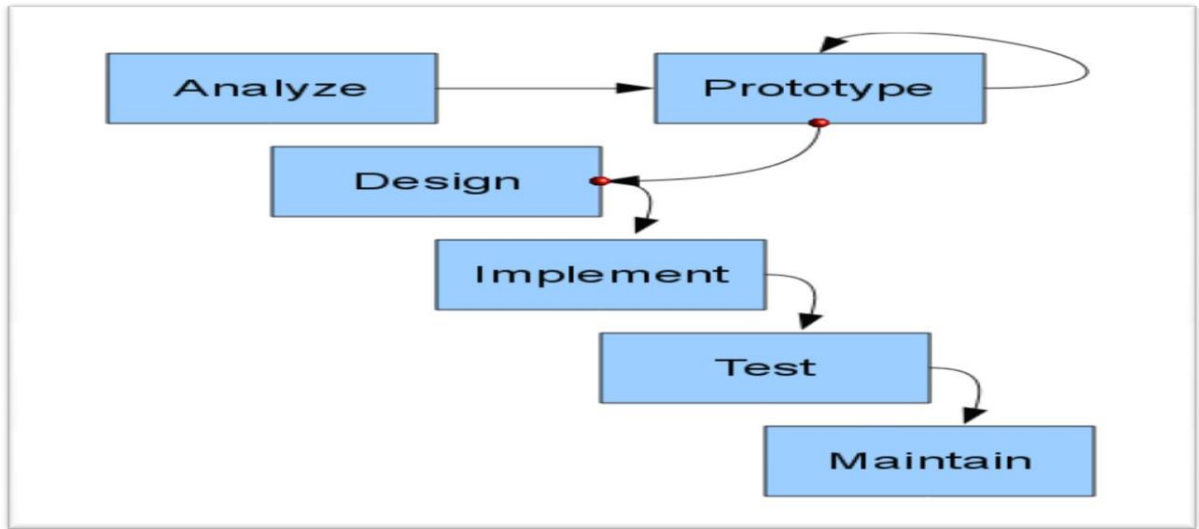 Analyze
Prototype
Design
Implement
Test
Maintain